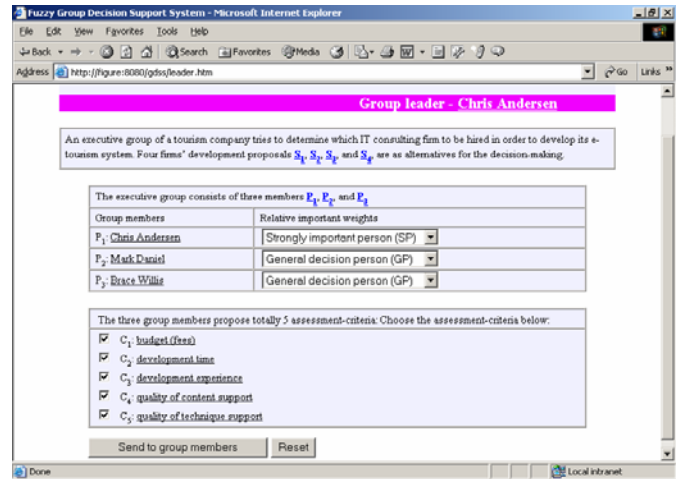 Fuzzy Group Decision Support System - Microsoft Internet Explorer
File Edit View Favorites Tools Help
Back Search Favorites Media
Address http://figure:8080/gdss/leader.htm Go Links »
Group leader - Chris Andersen
An executive group of a tourism company tries to determine which IT consulting firm to be hired in order to develop its e-
tourism system. Four firms' development proposals S1, S2, S3, and S4, are as alternatives for the decision-making.
The executive group consists of three members P1, P2, and P3
Group members Relative important weights
P1: Chris Andersen Strongly important person (SP)
P2: Mark Daniel General decision person (GP)
P3: Brace Willis General decision person (GP)
The three group members propose totally 5 assessment-criteria: Choose the assessment-criteria below:
C1: budget (fees)
C2: development time
C3: development experience
C4: quality of content support
C5: quality of technique support
Send to group members Reset
Done Local intranet